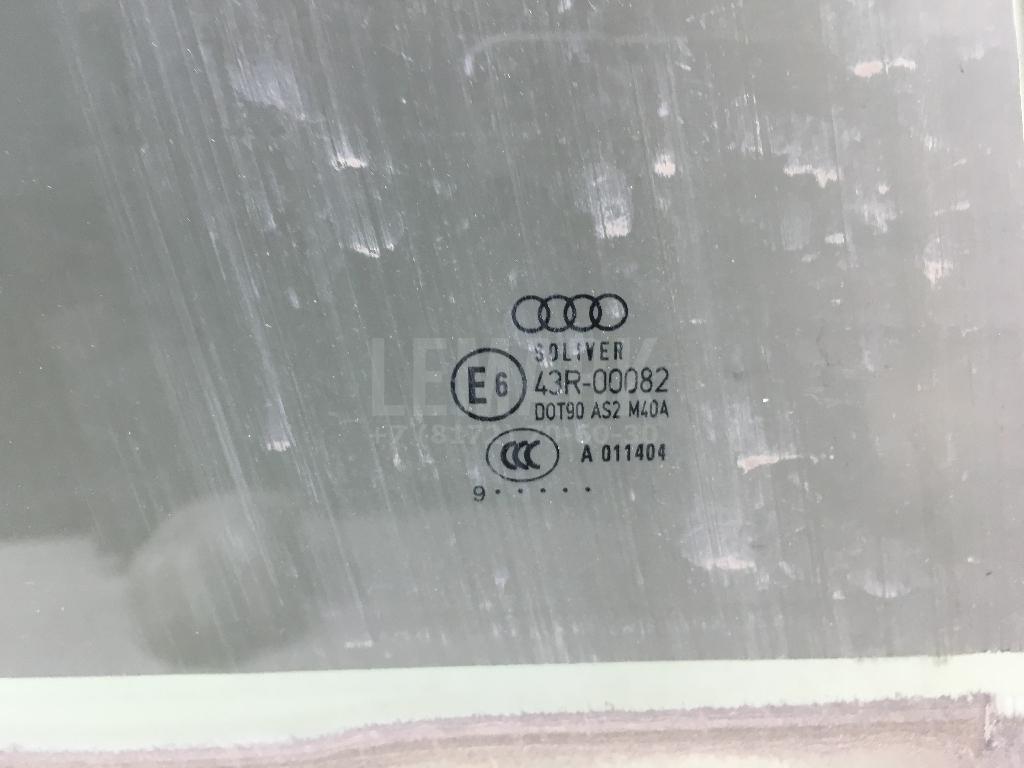 SOLIVER
E6 43R-00082
DOT90 AS2 M40A
CCC A 011404
9 · · · · ·